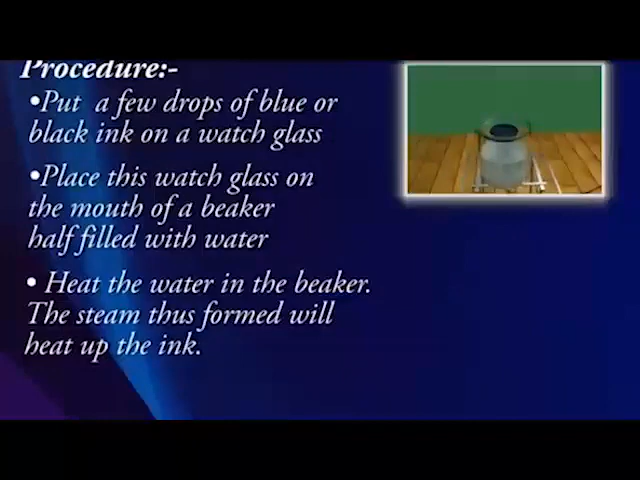 Procedure:-
•Put a few drops of blue or
black ink on a watch glass
•Place this watch glass on
the mouth of a beaker
half filled with water
• Heat the water in the beaker.
The steam thus formed will
heat up the ink.